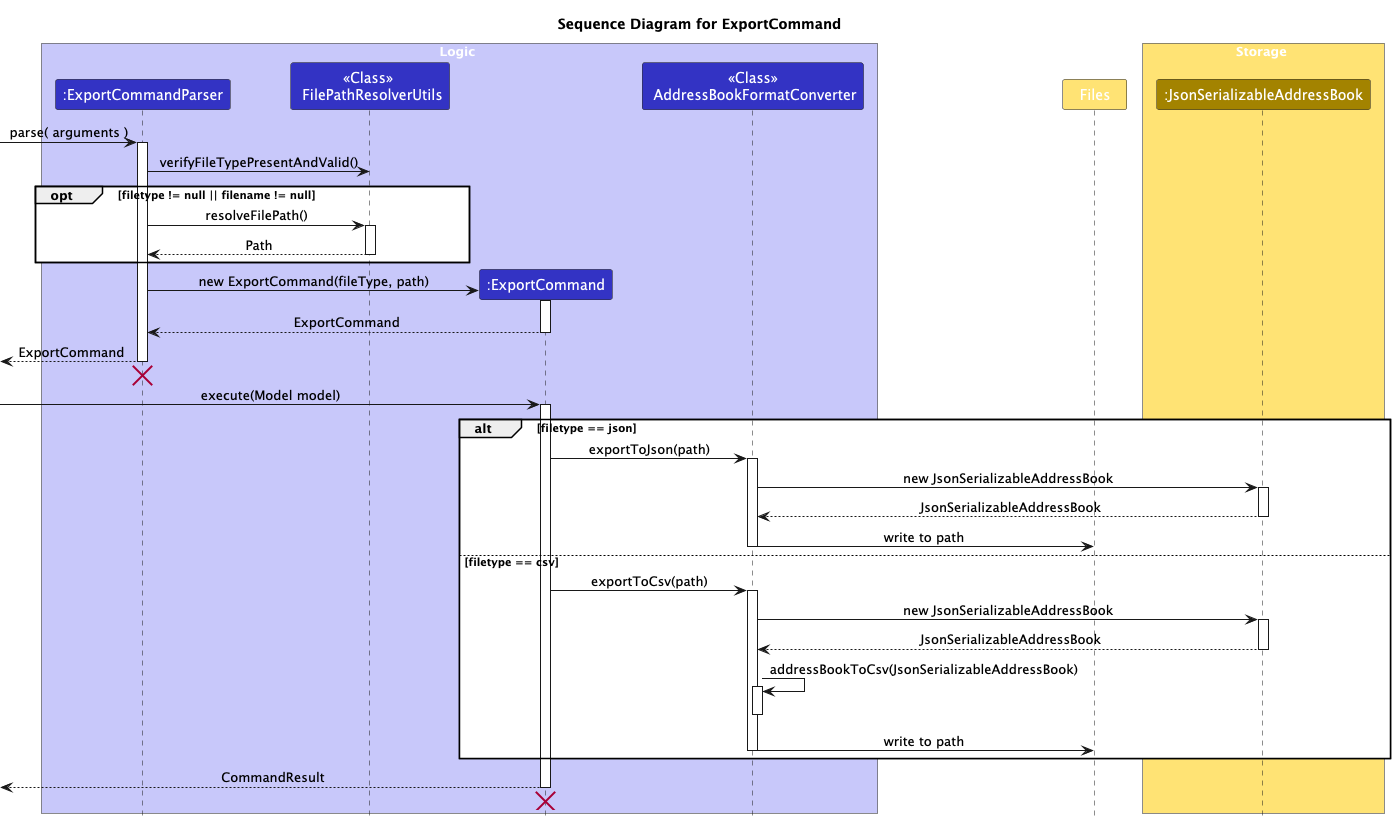 Sequence Diagram for ExportCommand
Logic
Storage
:ExportCommandParser
«Class»
FilePathResolverUtils
«Class»
AddressBookFormatConverter
Files
:JsonSerializableAddressBook
parse( arguments )
verifyFileTypePresentAndValid()
opt
[filetype != null || filename != null]
resolveFilePath()
Path
new ExportCommand(fileType, path)
:ExportCommand
ExportCommand
ExportCommand
execute(Model model)
alt
[filetype == json]
exportToJson(path)
new JsonSerializableAddressBook
JsonSerializableAddressBook
write to path
[filetype == csv]
exportToCsv(path)
new JsonSerializableAddressBook
JsonSerializableAddressBook
addressBookToCsv(JsonSerializableAddressBook)
write to path
CommandResult